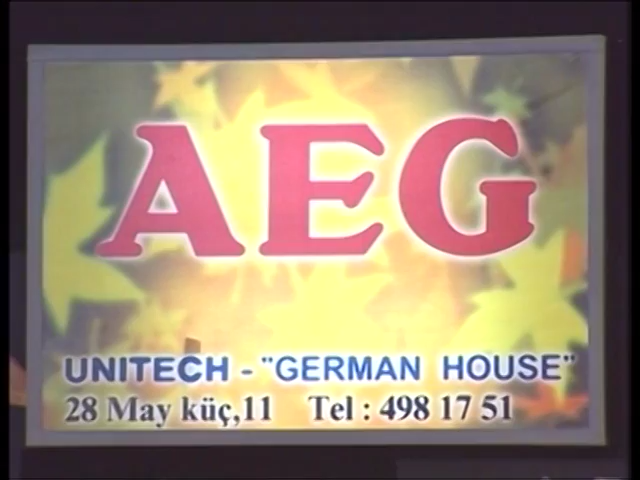 AEG
UNITECH - "GERMAN HOUSE"
28 May küç,11 Tel : 498 17 51